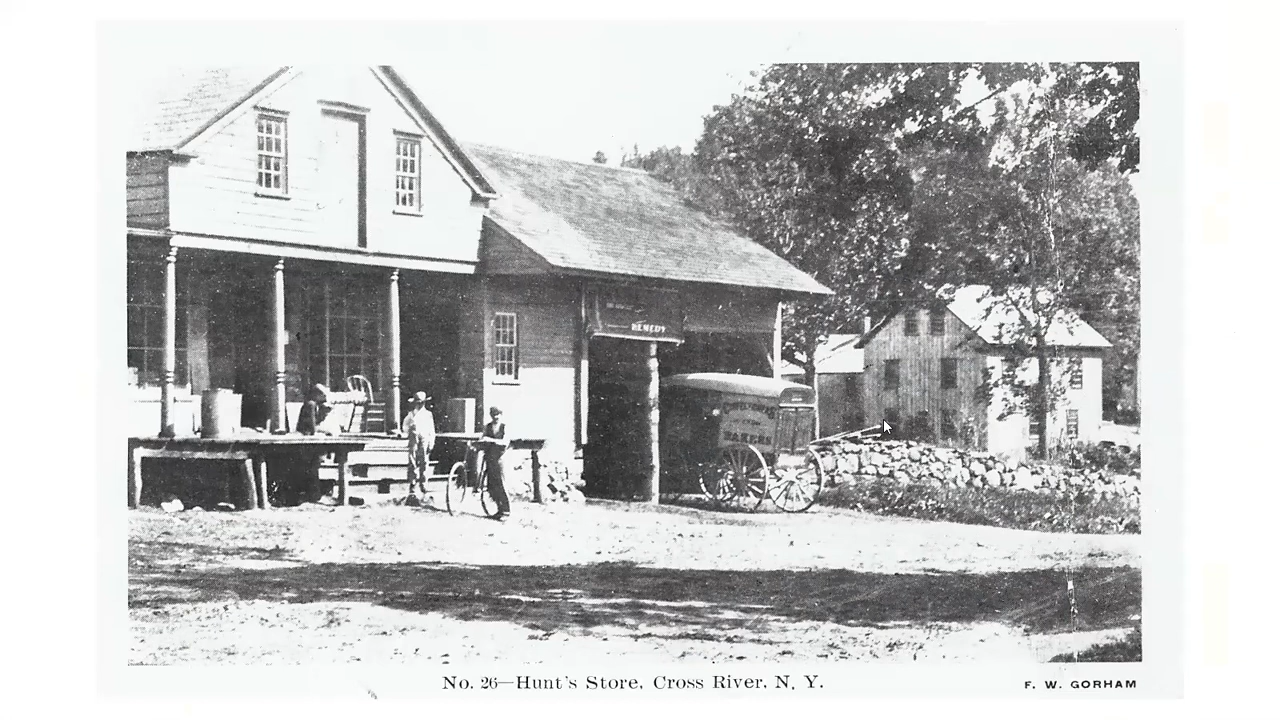 REMEDY
BAKERS
No. 26—Hunt's Store, Cross River, N. Y.
F. W. GORHAM